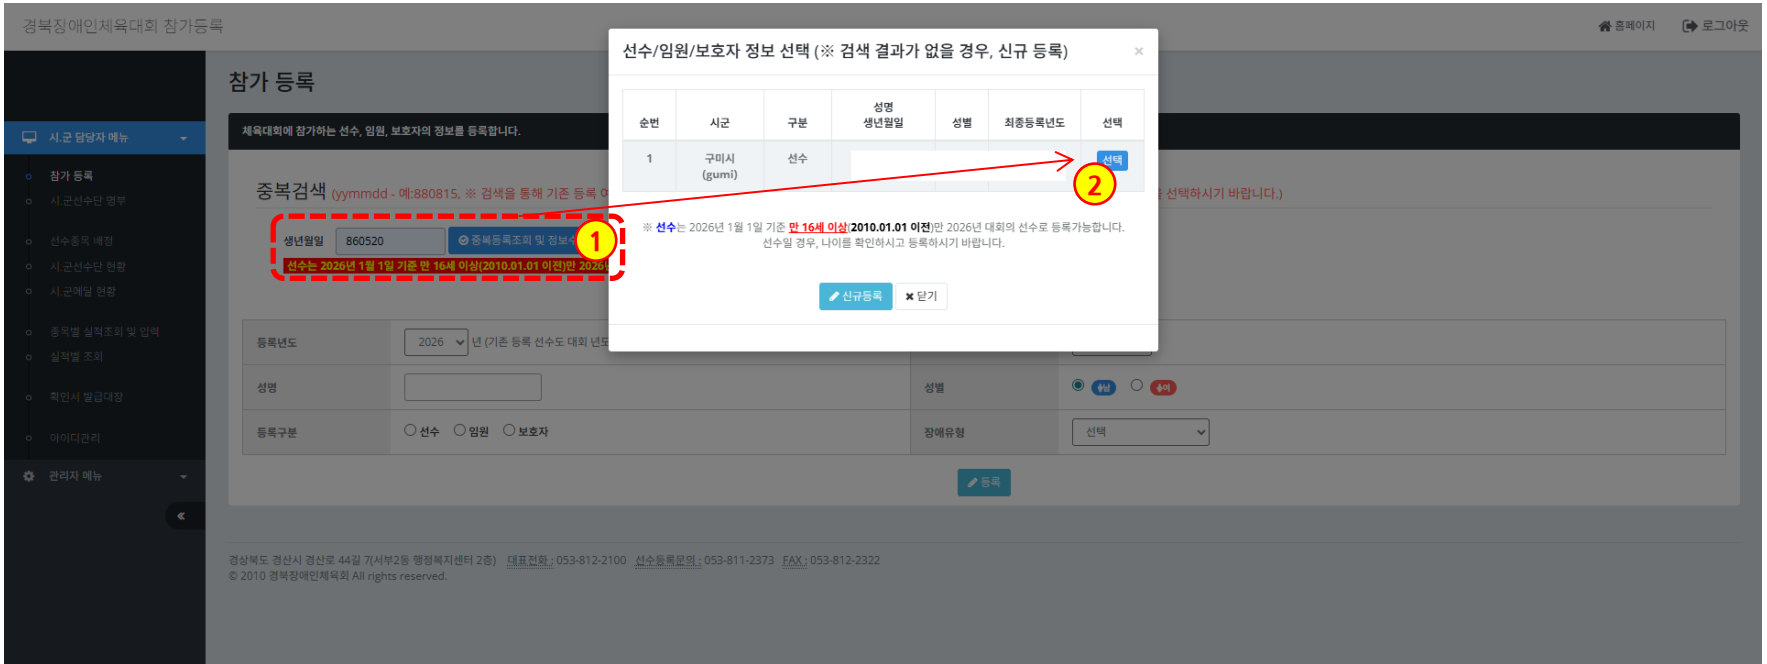 경북장애인체육대회 참가등록
홈페이지 로그아웃
선수/임원/보호자 정보 선택 (※ 검색 결과가 없을 경우, 신규 등록) ×
순번 시군 구분 성명 생년월일 성별 최종등록년도 선택
1 구미시 (gumi) 선수 선택
2
※ 선수는 2026년 1월 1일 기준 만 16세 이상(2010.01.01 이전)만 2026년 대회의 선수로 등록가능합니다.
선수일 경우, 나이를 확인하시고 등록하시기 바랍니다.
신규등록 닫기
시.군 담당자 메뉴
참가 등록
시.군선수단 명부
선수종목 배정
시.군선수단 현황
시.군메달 현황
종목별 실적조회 및 입력
실적별 조회
확인서 발급대장
아이디관리
관리자 메뉴
참가 등록
체육대회에 참가하는 선수, 임원, 보호자의 정보를 등록합니다.
중복검색 (yymmdd - 예:880815, ※ 검색을 통해 기존 등록 선택하시기 바랍니다.)
생년월일 860520 중복등록조회 및 정보
1
선수는 2026년 1월 1일 기준 만 16세 이상(2010.01.01 이전)만 2026
등록년도 2026 년 (기존 등록 선수도 대회 년도
성명 성별 남 여
등록구분 선수 임원 보호자 장애유형 선택
등록
경상북도 경산시 경산로 44길 7(서부2동 행정복지센터 2층) 대표전화 : 053-812-2100 선수등록문의 : 053-811-2373 FAX : 053-812-2322
© 2010 경북장애인체육회 All rights reserved.